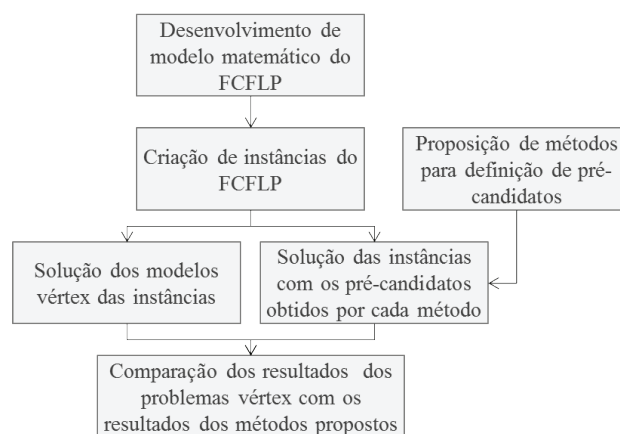 Desenvolvimento de
modelo matemático do
FCFLP
Criação de instâncias do
FCFLP
Proposição de métodos
para definição de pré-
candidatos
Solução dos modelos
vértex das instâncias
Solução das instâncias
com os pré-candidatos
obtidos por cada método
Comparação dos resultados dos
problemas vértex com os
resultados dos métodos propostos